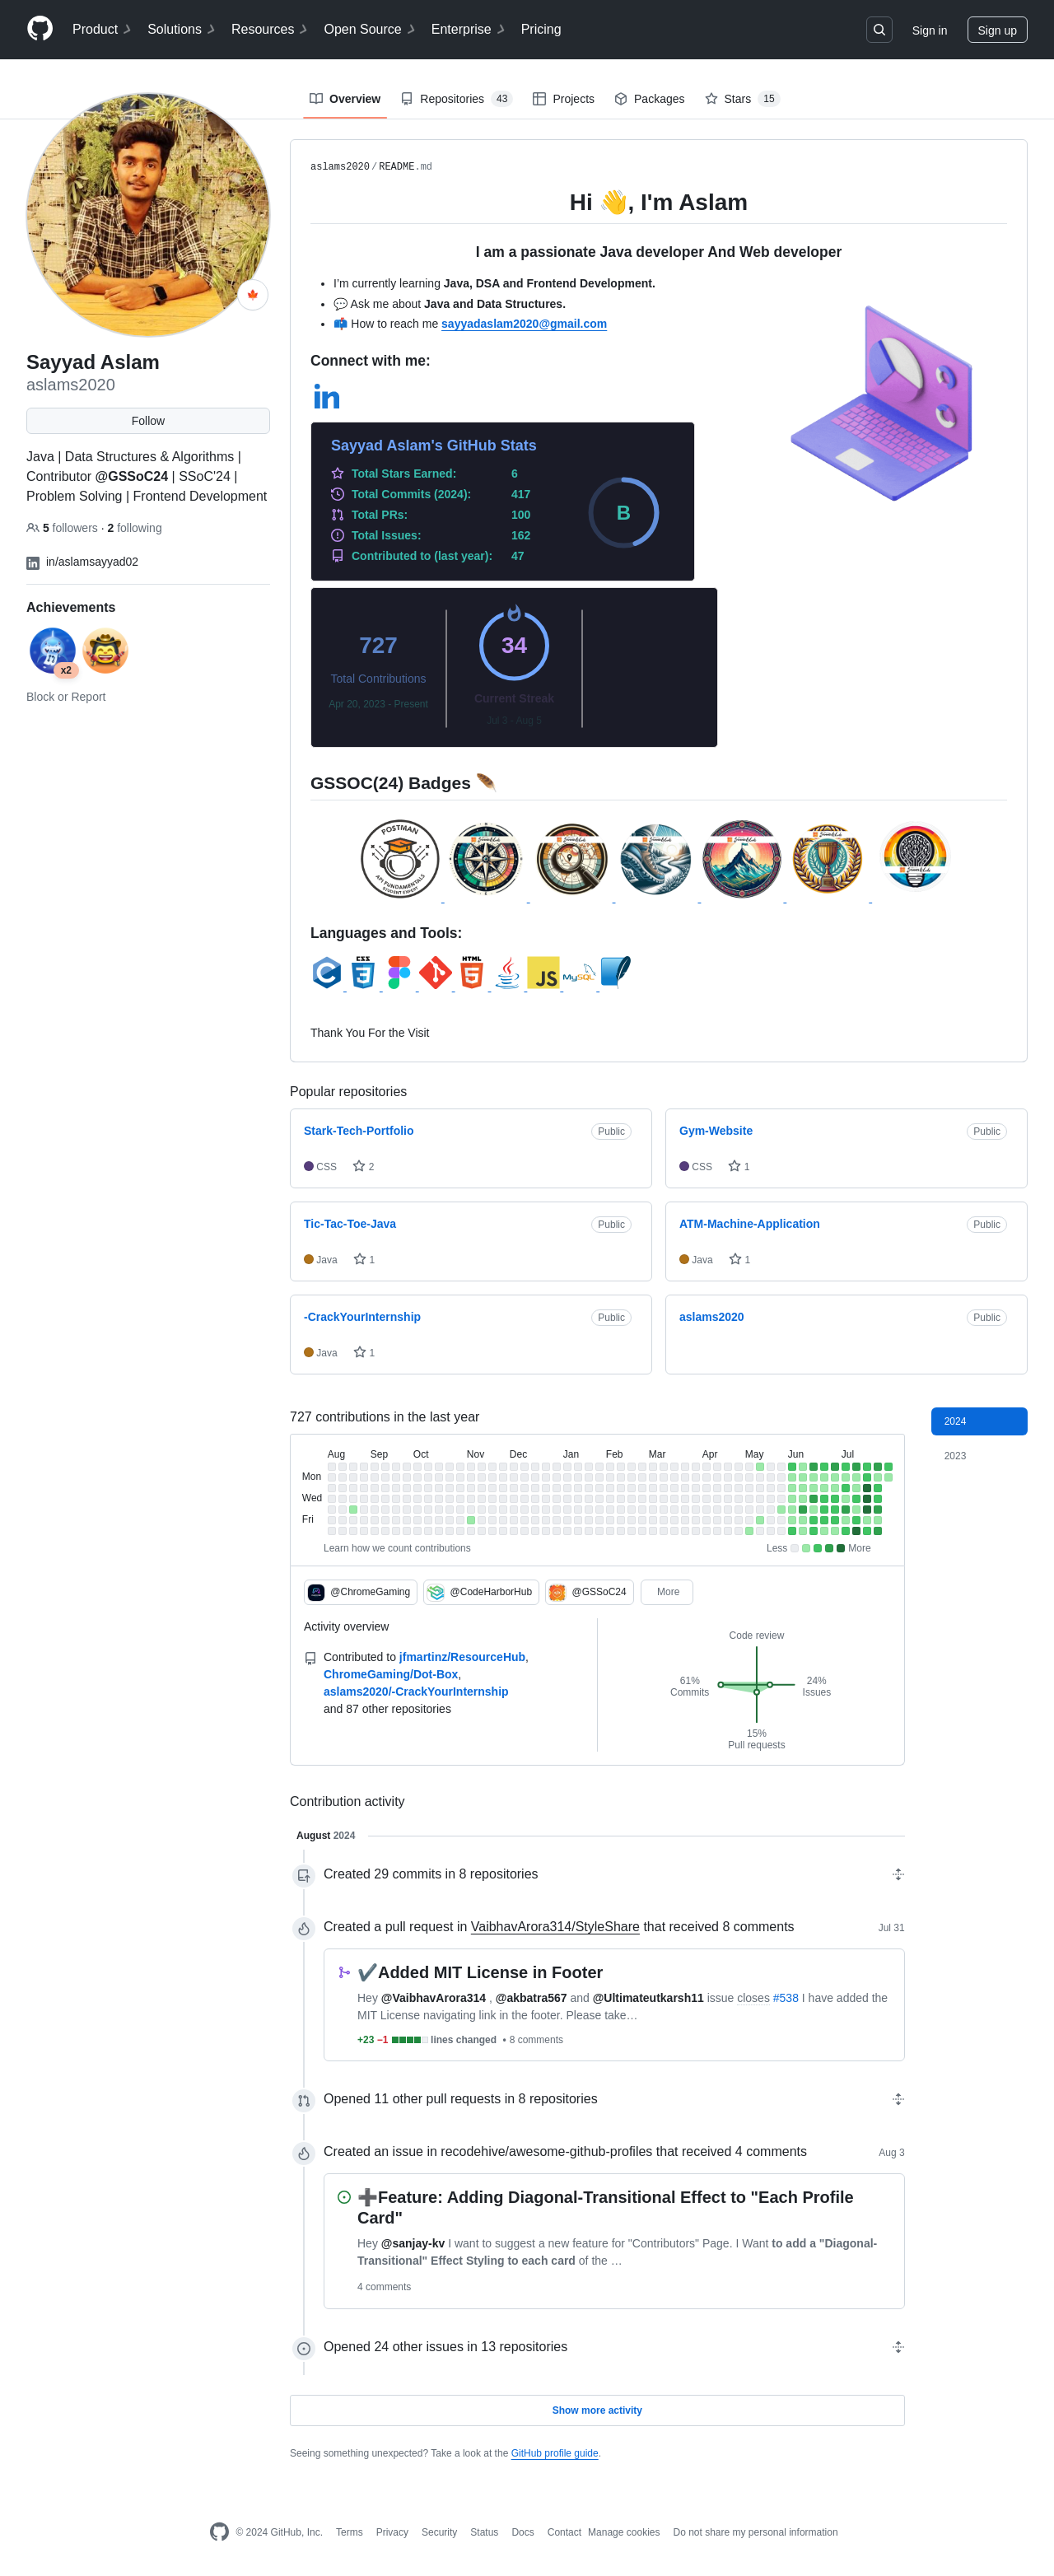 Product Solutions Resources Open Source Enterprise Pricing Sign in Sign up
Overview Repositories 43 Projects Packages Stars 15
Sayyad Aslam
aslams2020
Follow
Java | Data Structures & Algorithms |
Contributor @GSSoC24 | SSoC'24 |
Problem Solving | Frontend Development
5 followers · 2 following
in/aslamsayyad02
Achievements
x2
Block or Report
aslams2020/README.md
Hi 👋, I'm Aslam
I am a passionate Java developer And Web developer
• I’m currently learning Java, DSA and Frontend Development.
• 💬 Ask me about Java and Data Structures.
• 📫 How to reach me sayyadaslam2020@gmail.com
Connect with me:
in
Sayyad Aslam's GitHub Stats
Total Stars Earned: 6
Total Commits (2024): 417
Total PRs: 100
Total Issues: 162
Contributed to (last year): 47
B
727
Total Contributions
Apr 20, 2023 - Present
34
Current Streak
Jul 3 - Aug 5
GSSOC(24) Badges 🪶
POSTMAN
API FUNDAMENTALS
STUDENT EXPERT
Languages and Tools:
C CSS 3 HTML 5 Java JS MySQL
Thank You For the Visit
Popular repositories
Stark-Tech-Portfolio Public
CSS 2
Gym-Website Public
CSS 1
Tic-Tac-Toe-Java Public
Java 1
ATM-Machine-Application Public
Java 1
-CrackYourInternship Public
Java 1
aslams2020 Public
727 contributions in the last year
2024
2023
Aug Sep Oct Nov Dec Jan Feb Mar Apr May Jun Jul
Mon
Wed
Fri
Learn how we count contributions
Less More
@ChromeGaming @CodeHarborHub @GSSoC24 More
Activity overview
Contributed to jfmartinz/ResourceHub,
ChromeGaming/Dot-Box,
aslams2020/-CrackYourInternship
and 87 other repositories
Code review
61%
Commits
24%
Issues
15%
Pull requests
Contribution activity
August 2024
Created 29 commits in 8 repositories
Created a pull request in VaibhavArora314/StyleShare that received 8 comments Jul 31
✔️Added MIT License in Footer
Hey @VaibhavArora314 , @akbatra567 and @Ultimateutkarsh11 issue closes #538 I have added the
MIT License navigating link in the footer. Please take…
+23 −1 lines changed • 8 comments
Opened 11 other pull requests in 8 repositories
Created an issue in recodehive/awesome-github-profiles that received 4 comments Aug 3
➕Feature: Adding Diagonal-Transitional Effect to "Each Profile
Card"
Hey @sanjay-kv I want to suggest a new feature for "Contributors" Page. I Want to add a "Diagonal-
Transitional" Effect Styling to each card of the …
4 comments
Opened 24 other issues in 13 repositories
Show more activity
Seeing something unexpected? Take a look at the GitHub profile guide.
© 2024 GitHub, Inc. Terms Privacy Security Status Docs Contact Manage cookies Do not share my personal information